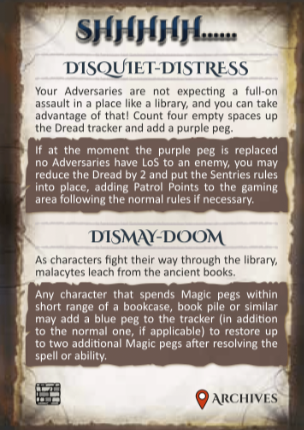 SHHHHH......
DISQUIET-DISTRESS
Your Adversaries are not expecting a full-on
assault in a place like a library, and you can take
advantage of that! Count four empty spaces up
the Dread tracker and add a purple peg.
If at the moment the purple peg is replaced
no Adversaries have LoS to an enemy, you may
reduce the Dread by 2 and put the Sentries rules
into place, adding Patrol Points to the gaming
area following the normal rules if necessary.
DISMAY-DOOM
As characters fight their way through the library,
malacytes leach from the ancient books.
Any character that spends Magic pegs within
short range of a bookcase, book pile or similar
may add a blue peg to the tracker (in addition
to the normal one, if applicable) to restore up
to two additional Magic pegs after resolving the
spell or ability.
ARCHIVES